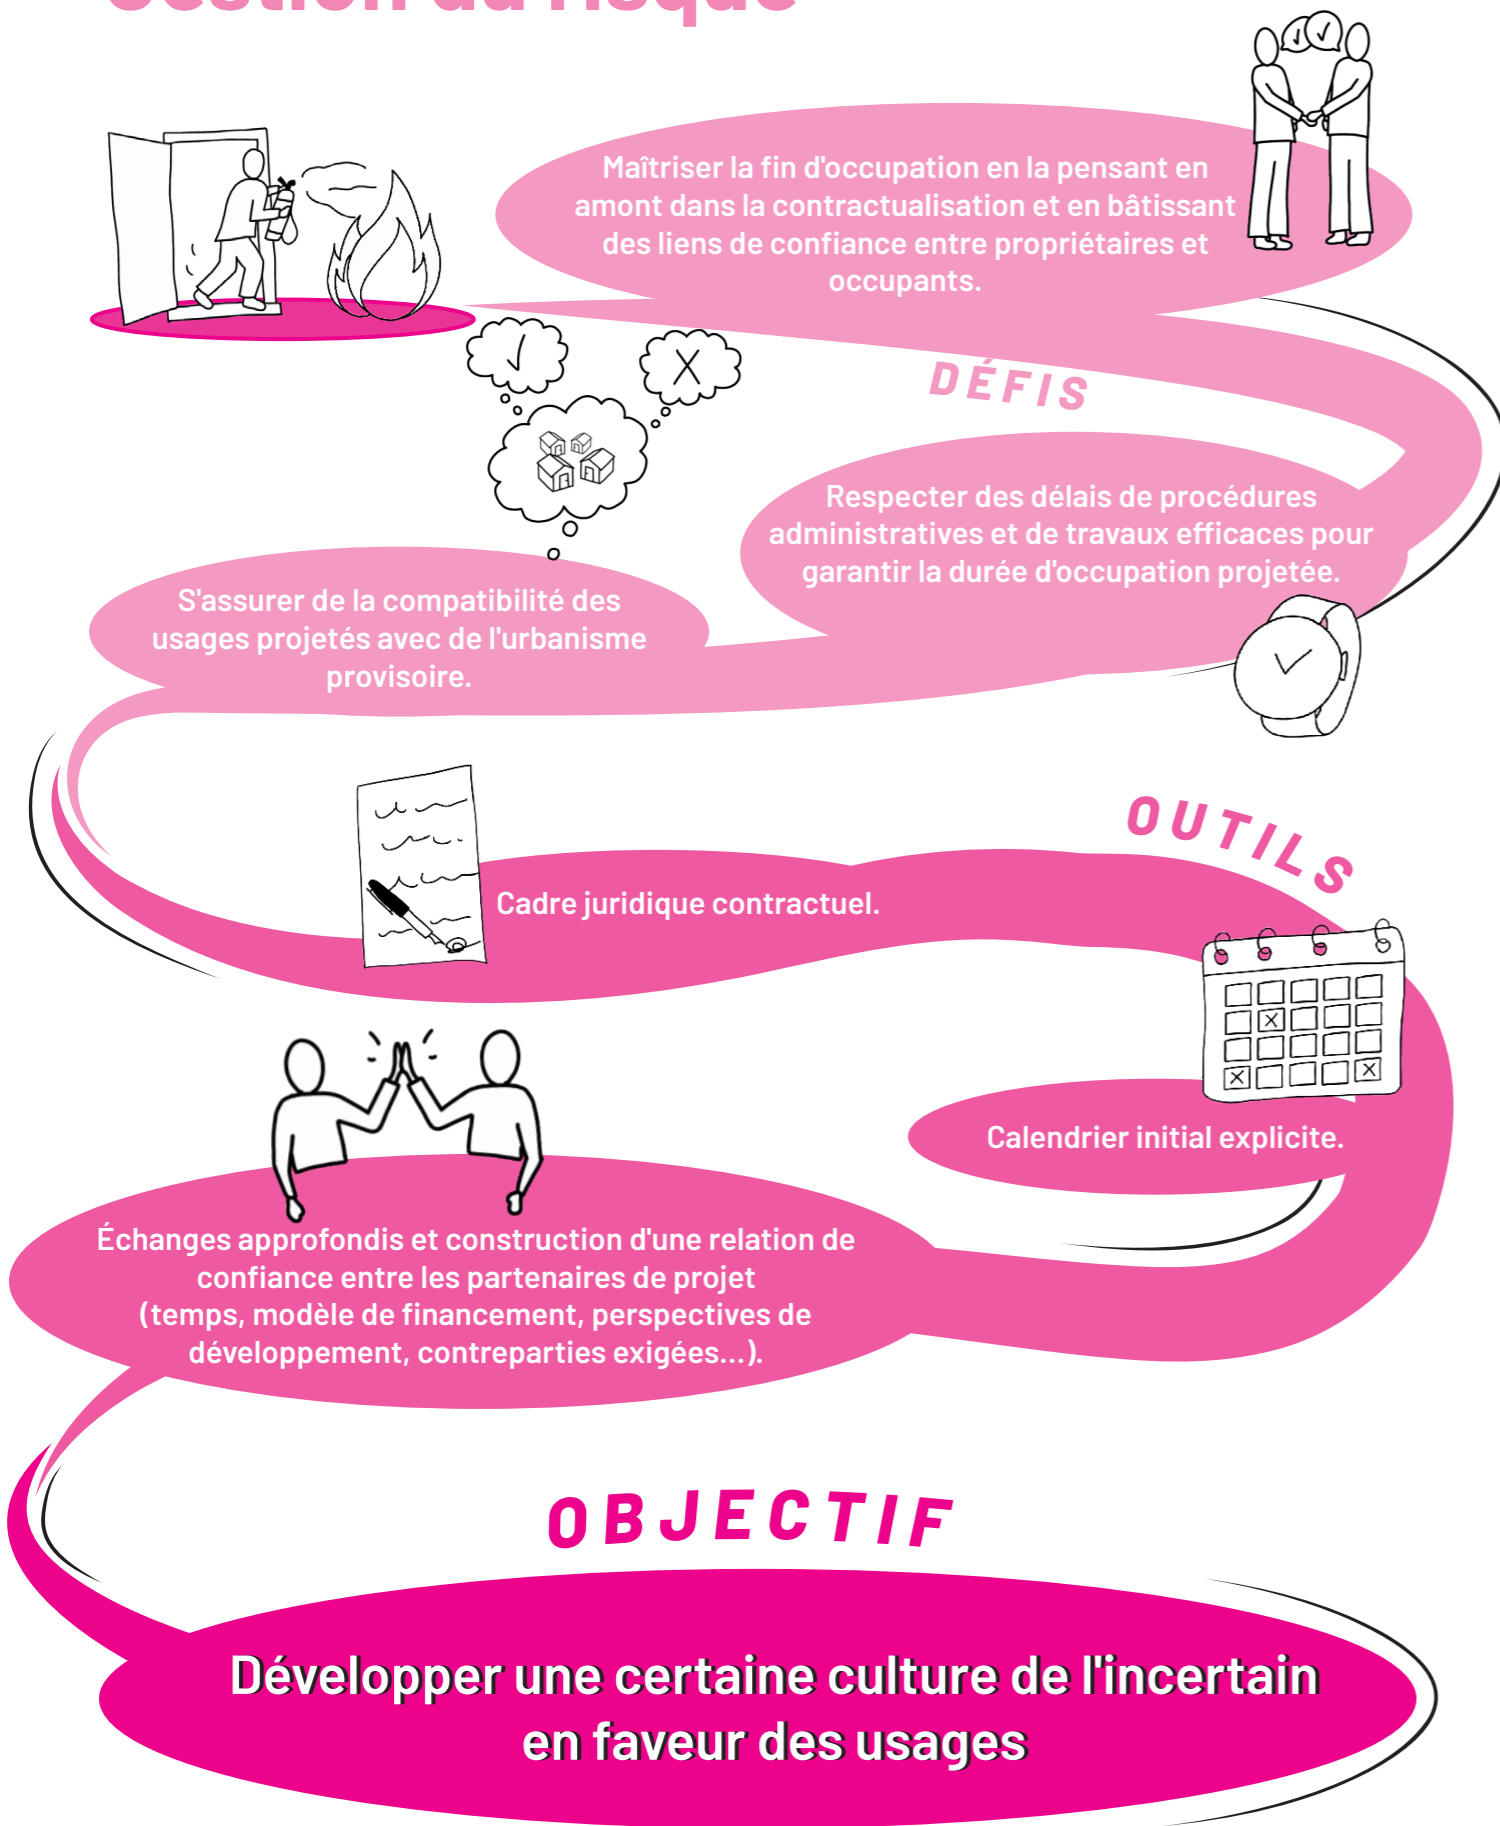 Gestion du risque
Maîtriser la fin d'occupation en la pensant en
amont dans la contractualisation et en bâtissant
des liens de confiance entre propriétaires et
occupants.
DÉFIS
Respecter des délais de procédures
administratives et de travaux efficaces pour
garantir la durée d'occupation projetée.
S'assurer de la compatibilité des
usages projetés avec de l'urbanisme
provisoire.
OUTILS
Cadre juridique contractuel.
Calendrier initial explicite.
Échanges approfondis et construction d'une relation de
confiance entre les partenaires de projet
(temps, modèle de financement, perspectives de
développement, contreparties exigées...).
OBJECTIF
Développer une certaine culture de l'incertain
en faveur des usages